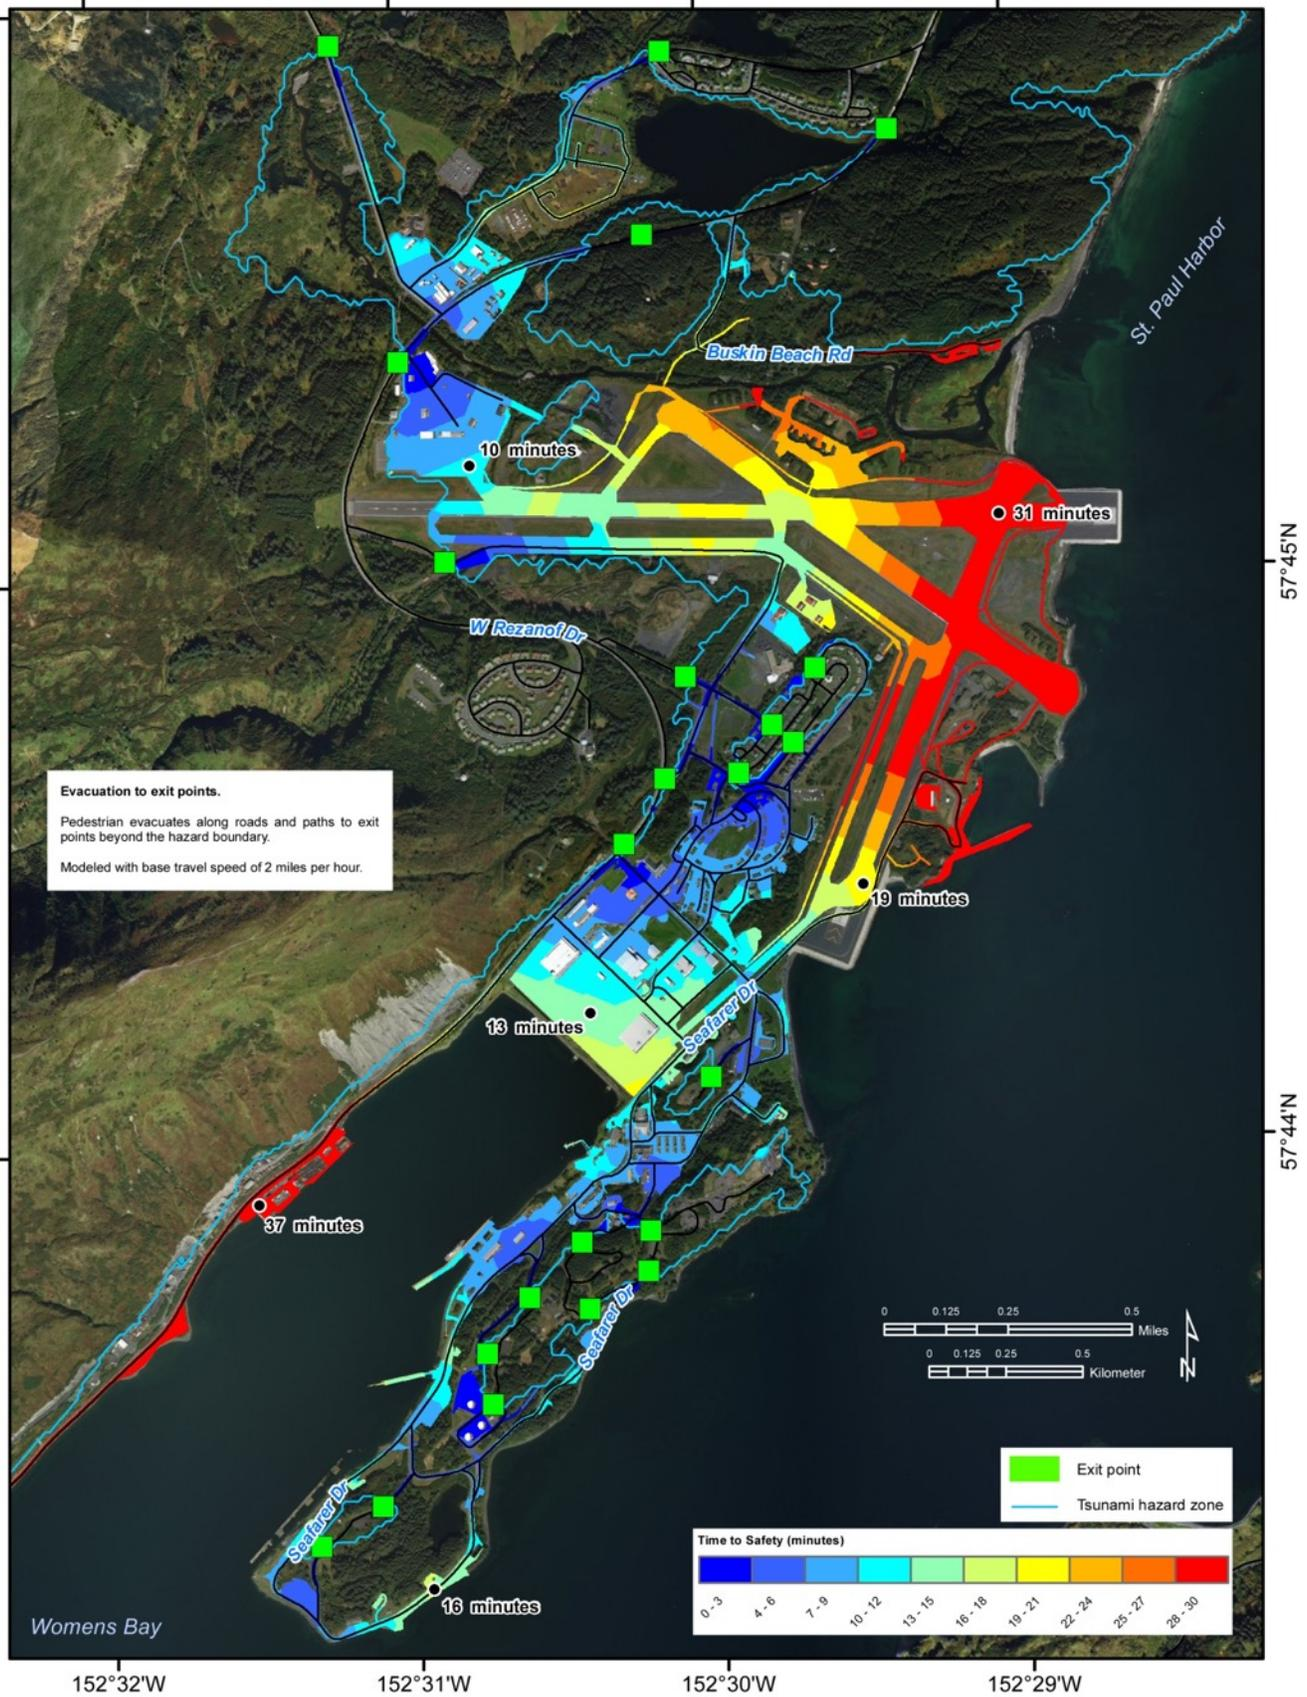 St. Paul Harbor
Buskin Beach Rd
10 minutes
31 minutes
57°45'N
W Rezanof Dr
Evacuation to exit points.
Pedestrian evacuates along roads and paths to exit
points beyond the hazard boundary.
Modeled with base travel speed of 2 miles per hour.
19 minutes
Seafarer Dr
13 minutes
57°44'N
37 minutes
Seafarer Dr
0 0.125 0.25 0.5
Miles
0 0.125 0.25 0.5
Kilometer
N
Exit point
Tsunami hazard zone
Seafarer Dr
Time to Safety (minutes)
0 - 3
4 - 6
7 - 9
10 - 12
13 - 15
16 - 18
19 - 21
22 - 24
25 - 27
28 - 30
16 minutes
Womens Bay
152°32'W 152°31'W 152°30'W 152°29'W